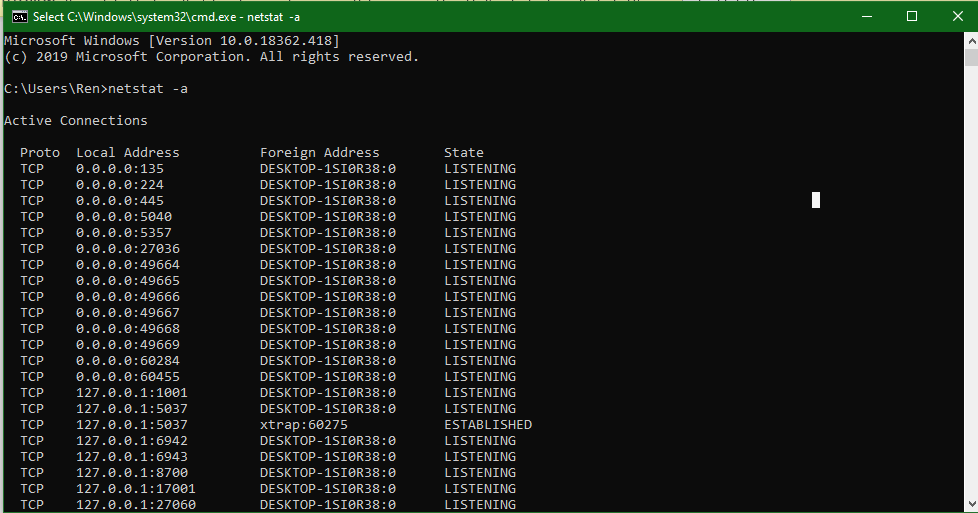 Select C:\Windows\system32\cmd.exe - netstat -a
Microsoft Windows [Version 10.0.18362.418]
(c) 2019 Microsoft Corporation. All rights reserved.
C:\Users\Ren>netstat -a
Active Connections
Proto  Local Address          Foreign Address        State
TCP    0.0.0.0:135            DESKTOP-1SI0R38:0      LISTENING
TCP    0.0.0.0:224            DESKTOP-1SI0R38:0      LISTENING
TCP    0.0.0.0:445            DESKTOP-1SI0R38:0      LISTENING
TCP    0.0.0.0:5040           DESKTOP-1SI0R38:0      LISTENING
TCP    0.0.0.0:5357           DESKTOP-1SI0R38:0      LISTENING
TCP    0.0.0.0:27036          DESKTOP-1SI0R38:0      LISTENING
TCP    0.0.0.0:49664          DESKTOP-1SI0R38:0      LISTENING
TCP    0.0.0.0:49665          DESKTOP-1SI0R38:0      LISTENING
TCP    0.0.0.0:49666          DESKTOP-1SI0R38:0      LISTENING
TCP    0.0.0.0:49667          DESKTOP-1SI0R38:0      LISTENING
TCP    0.0.0.0:49668          DESKTOP-1SI0R38:0      LISTENING
TCP    0.0.0.0:49669          DESKTOP-1SI0R38:0      LISTENING
TCP    0.0.0.0:60284          DESKTOP-1SI0R38:0      LISTENING
TCP    0.0.0.0:60455          DESKTOP-1SI0R38:0      LISTENING
TCP    127.0.0.1:1001         DESKTOP-1SI0R38:0      LISTENING
TCP    127.0.0.1:5037         DESKTOP-1SI0R38:0      LISTENING
TCP    127.0.0.1:5037         xtrap:60275            ESTABLISHED
TCP    127.0.0.1:6942         DESKTOP-1SI0R38:0      LISTENING
TCP    127.0.0.1:6943         DESKTOP-1SI0R38:0      LISTENING
TCP    127.0.0.1:8700         DESKTOP-1SI0R38:0      LISTENING
TCP    127.0.0.1:17001        DESKTOP-1SI0R38:0      LISTENING
TCP    127.0.0.1:27060        DESKTOP-1SI0R38:0      LISTENING